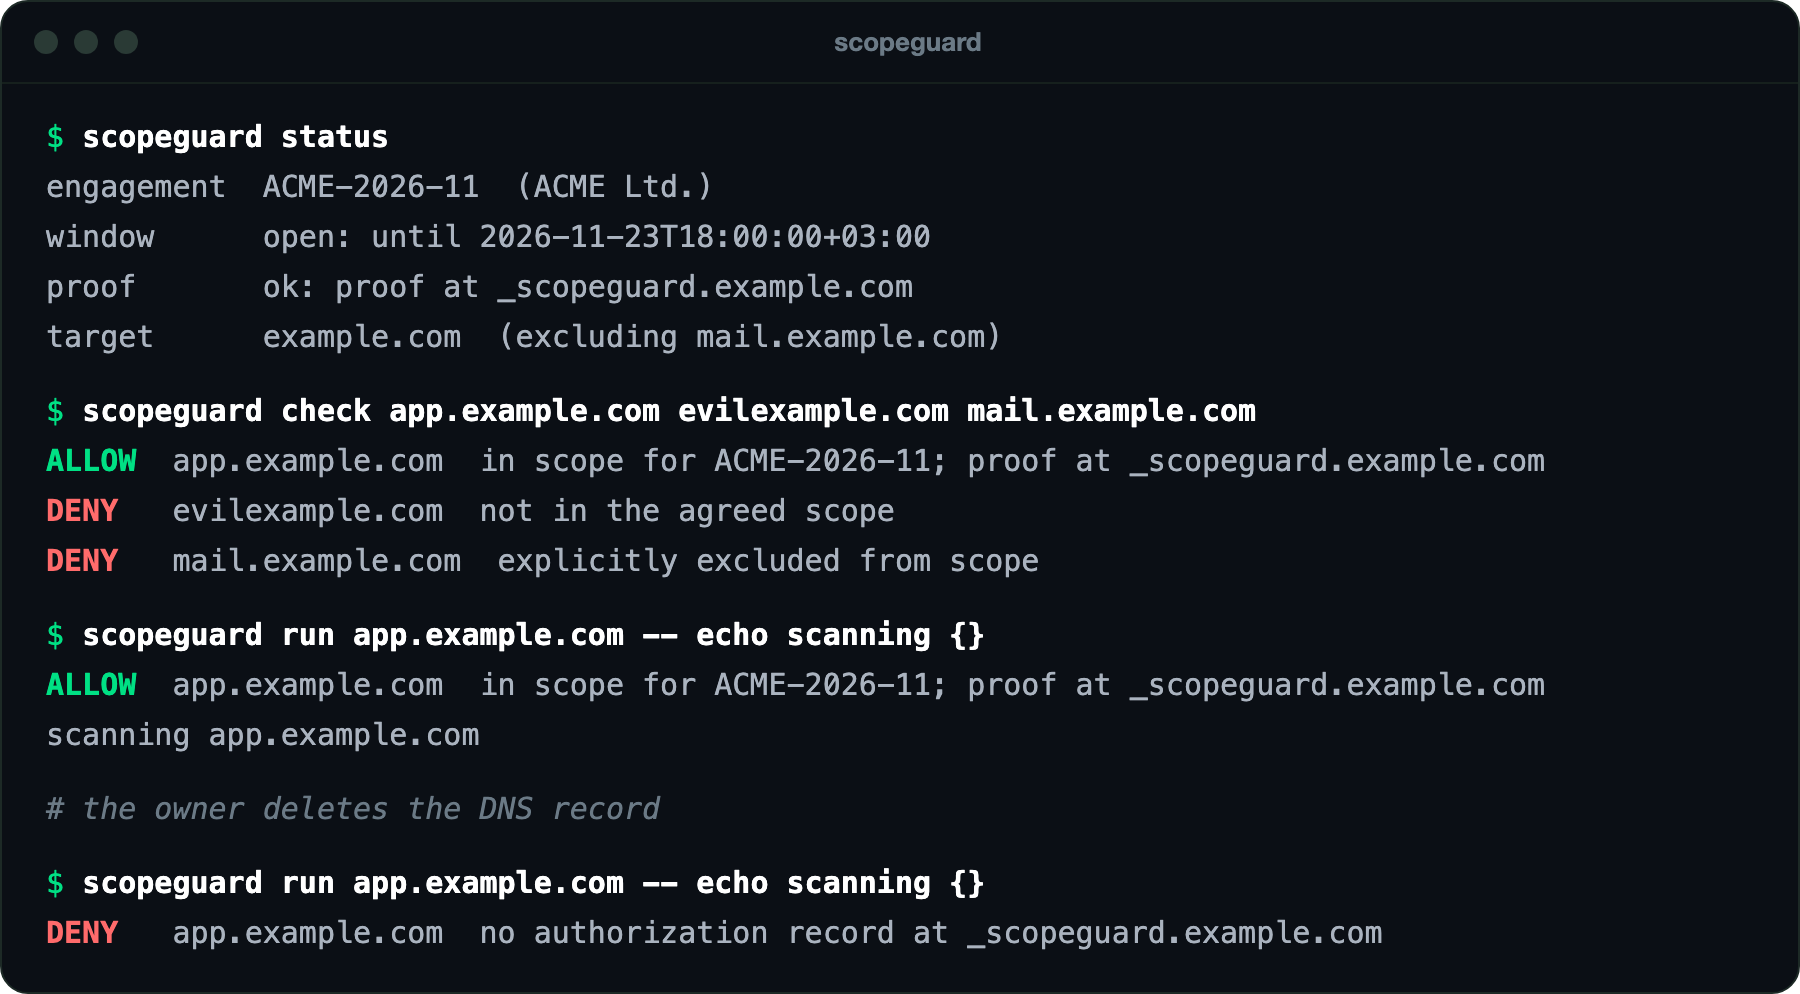 scopeguard
$ scopeguard status
engagement  ACME-2026-11  (ACME Ltd.)
window      open: until 2026-11-23T18:00:00+03:00
proof       ok: proof at _scopeguard.example.com
target      example.com  (excluding mail.example.com)
$ scopeguard check app.example.com evilexample.com mail.example.com
ALLOW  app.example.com  in scope for ACME-2026-11; proof at _scopeguard.example.com
DENY   evilexample.com  not in the agreed scope
DENY   mail.example.com  explicitly excluded from scope
$ scopeguard run app.example.com -- echo scanning {}
ALLOW  app.example.com  in scope for ACME-2026-11; proof at _scopeguard.example.com
scanning app.example.com
# the owner deletes the DNS record
$ scopeguard run app.example.com -- echo scanning {}
DENY   app.example.com  no authorization record at _scopeguard.example.com